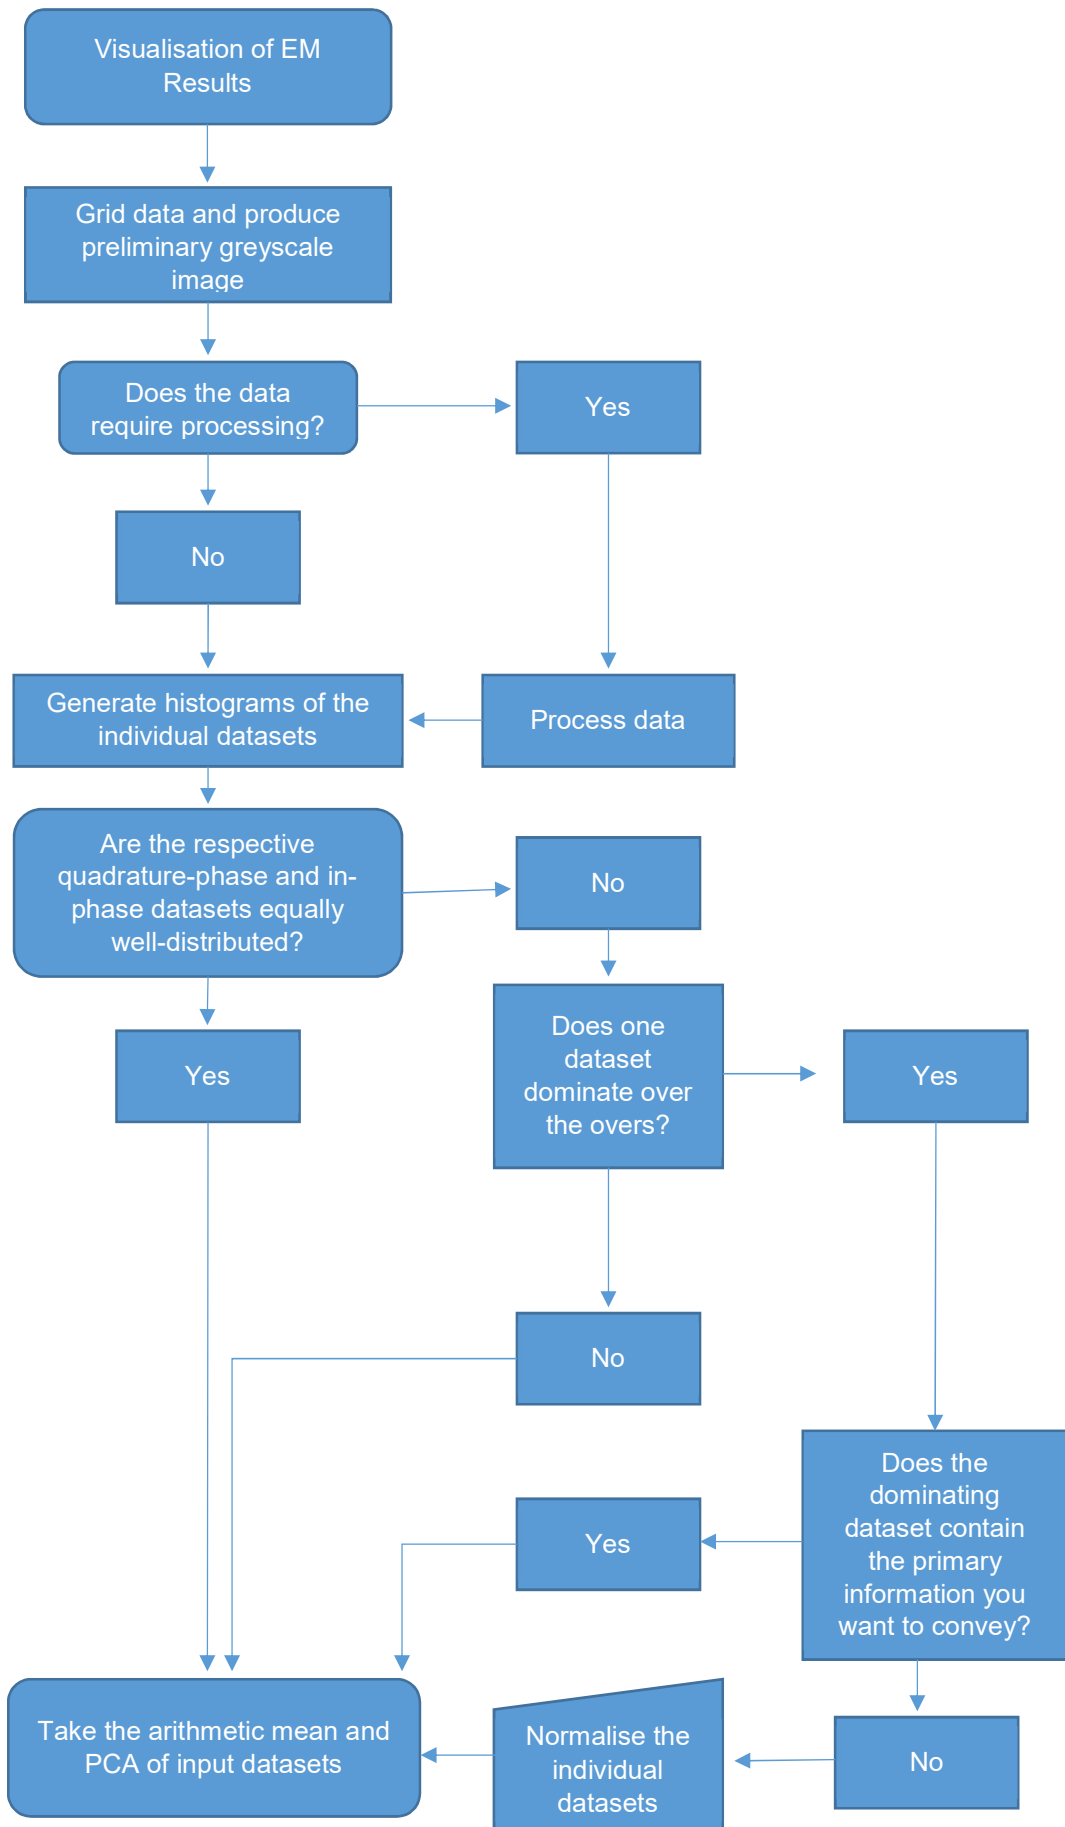 Visualisation of EM
Results
Grid data and produce
preliminary greyscale
image
Does the data
require processing?
Yes
No
Generate histograms of the
individual datasets
Process data
Are the respective
quadrature-phase and in-
phase datasets equally
well-distributed?
No
Does one
dataset
dominate over
the overs?
Yes
Yes
No
Does the
dominating
dataset contain
the primary
information you
want to convey?
Yes
Take the arithmetic mean and
PCA of input datasets
Normalise the
individual
datasets
No